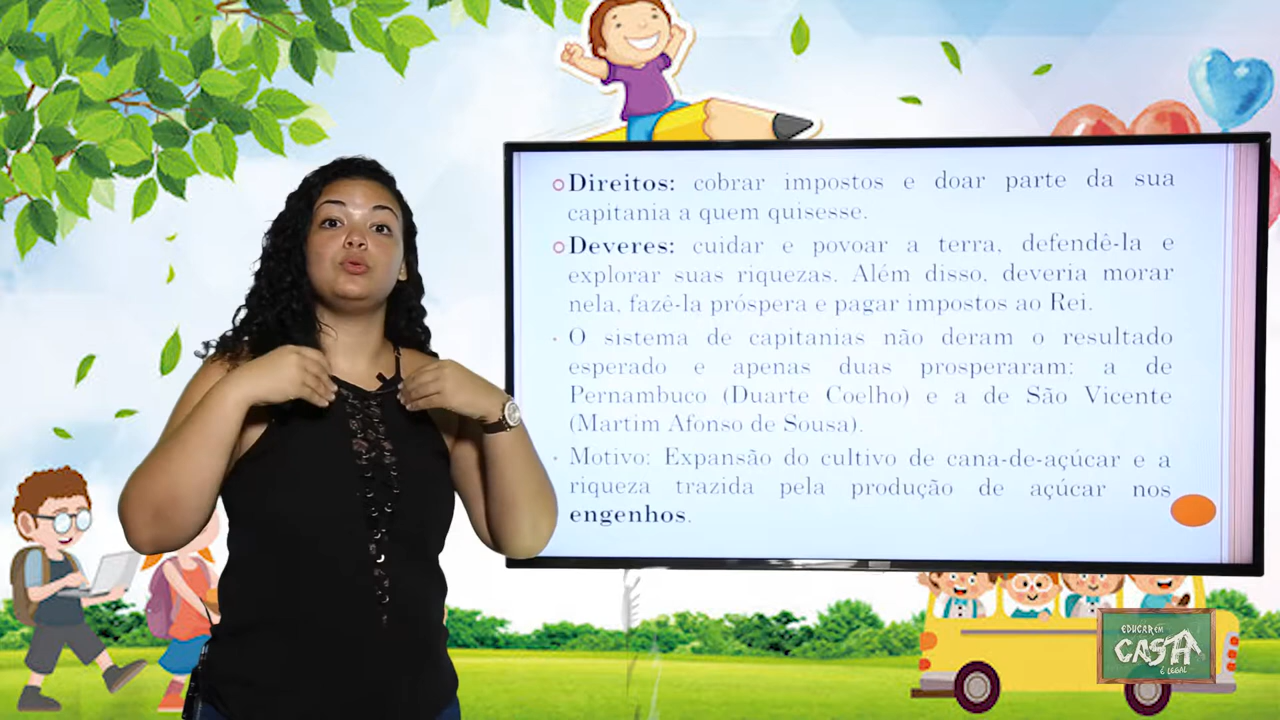 Direitos: cobrar impostos e doar parte da sua
capitania a quem quisesse.
Deveres: cuidar e povoar a terra, defendê-la e
explorar suas riquezas. Além disso, deveria morar
nela, fazê-la próspera e pagar impostos ao Rei.
O sistema de capitanias não deram o resultado
esperado e apenas duas prosperaram: a de
Pernambuco (Duarte Coelho) e a de São Vicente
(Martim Afonso de Sousa).
Motivo: Expansão do cultivo de cana-de-açúcar e a
riqueza trazida pela produção de açúcar nos
engenhos.
EDUCAR EM
CASA
É LEGAL